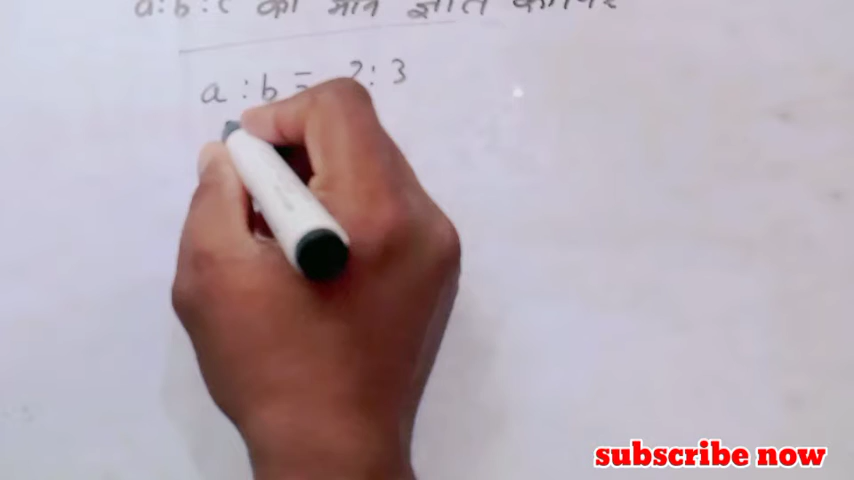 a:b:c का मान ज्ञात कीजिए
a : b = 2 : 3
subscribe now